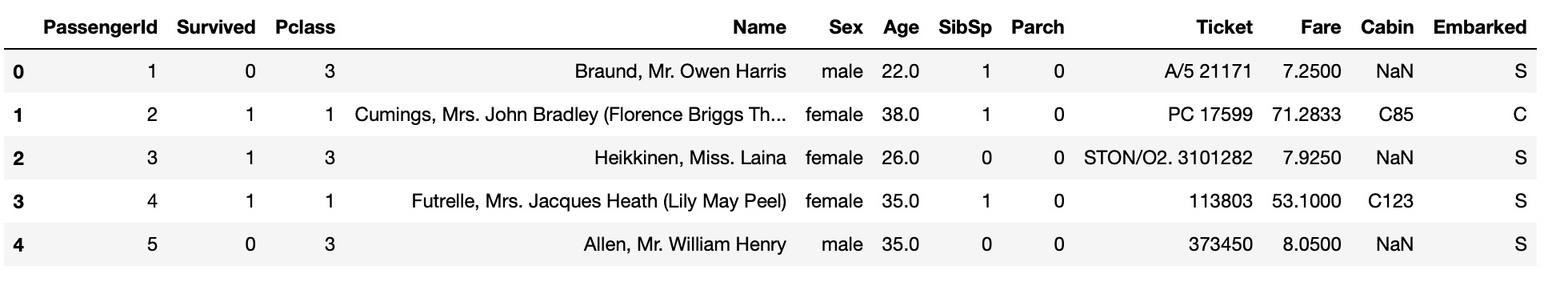 PassengerId Survived Pclass Name Sex Age SibSp Parch Ticket Fare Cabin Embarked
0 1 0 3 Braund, Mr. Owen Harris male 22.0 1 0 A/5 21171 7.2500 NaN S
1 2 1 1 Cumings, Mrs. John Bradley (Florence Briggs Th... female 38.0 1 0 PC 17599 71.2833 C85 C
2 3 1 3 Heikkinen, Miss. Laina female 26.0 0 0 STON/O2. 3101282 7.9250 NaN S
3 4 1 1 Futrelle, Mrs. Jacques Heath (Lily May Peel) female 35.0 1 0 113803 53.1000 C123 S
4 5 0 3 Allen, Mr. William Henry male 35.0 0 0 373450 8.0500 NaN S